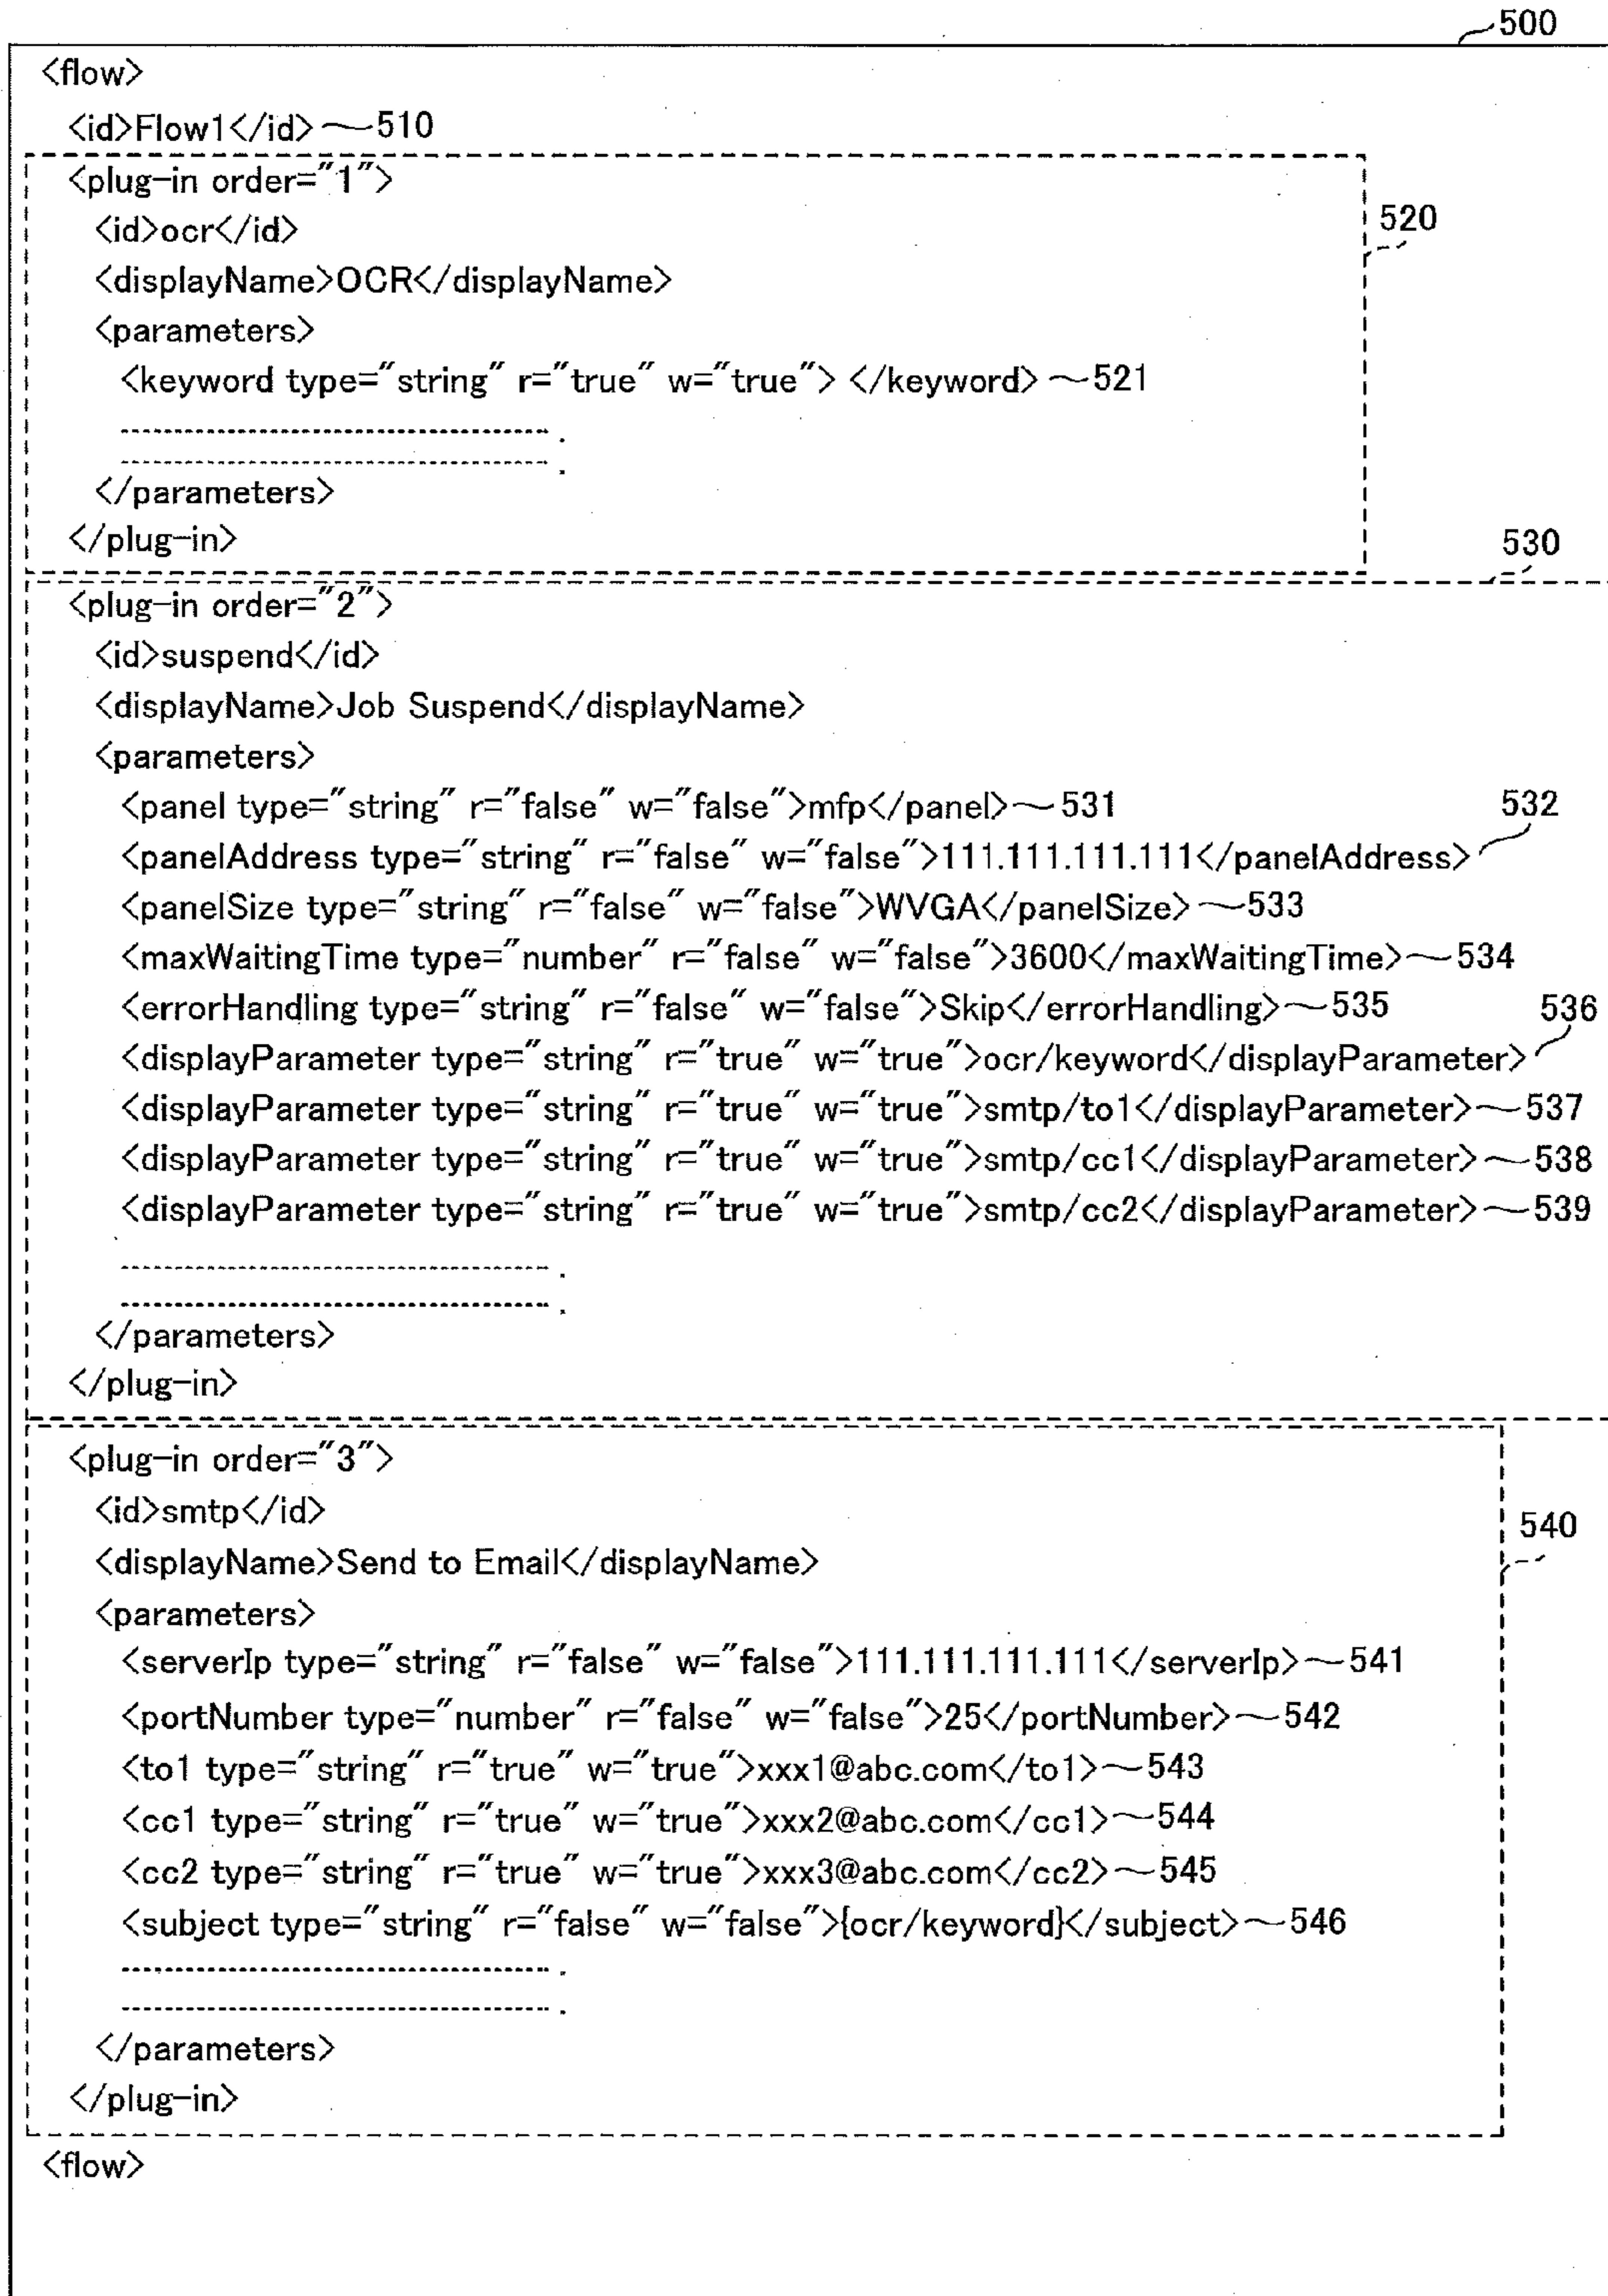 500
<flow>
<id>Flow1</id>~510
<plug-in order="1">
520
<id>ocr</id>
<displayName>OCR</displayName>
<parameters>
<keyword type="string" r="true" w="true"> </keyword>~521
</parameters>
</plug-in>
530
<plug-in order="2">
<id>suspend</id>
<displayName>Job Suspend</displayName>
<parameters>
<panel type="string" r="false" w="false">mfp</panel>~531
532
<panelAddress type="string" r="false" w="false">111.111.111.111</panelAddress>
<panelSize type="string" r="false" w="false">WVGA</panelSize>~533
<maxWaitingTime type="number" r="false" w="false">3600</maxWaitingTime>~534
<errorHandling type="string" r="false" w="false">Skip</errorHandling>~535
536
<displayParameter type="string" r="true" w="true">ocr/keyword</displayParameter>
<displayParameter type="string" r="true" w="true">smtp/to1</displayParameter>~537
<displayParameter type="string" r="true" w="true">smtp/cc1</displayParameter>~538
<displayParameter type="string" r="true" w="true">smtp/cc2</displayParameter>~539
</parameters>
</plug-in>
<plug-in order="3">
<id>smtp</id>
540
<displayName>Send to Email</displayName>
<parameters>
<serverIp type="string" r="false" w="false">111.111.111.111</serverIp>~541
<portNumber type="number" r="false" w="false">25</portNumber>~542
<to1 type="string" r="true" w="true">xxx1@abc.com</to1>~543
<cc1 type="string" r="true" w="true">xxx2@abc.com</cc1>~544
<cc2 type="string" r="true" w="true">xxx3@abc.com</cc2>~545
<subject type="string" r="false" w="false">{ocr/keyword}</subject>~546
</parameters>
</plug-in>
<flow>